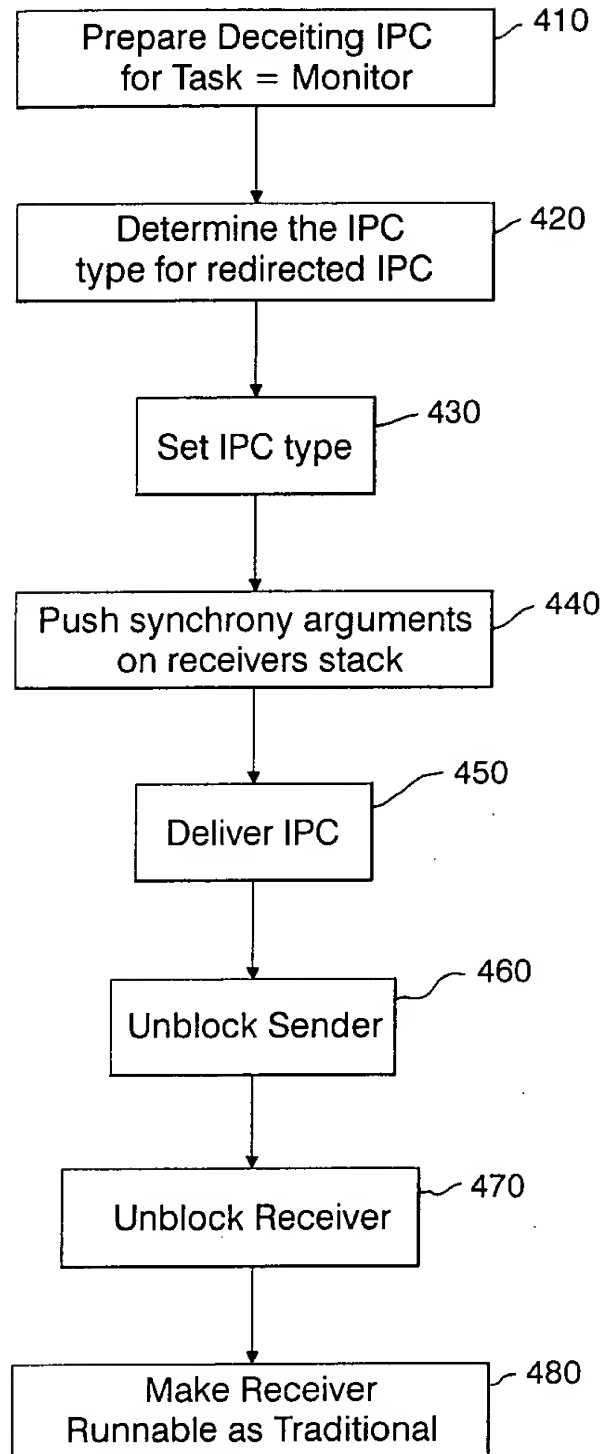 Prepare Deceiting IPC
for Task = Monitor
410
Determine the IPC
type for redirected IPC
420
Set IPC type
430
Push synchrony arguments
on receivers stack
440
Deliver IPC
450
Unblock Sender
460
Unblock Receiver
470
Make Receiver
Runnable as Traditional
480